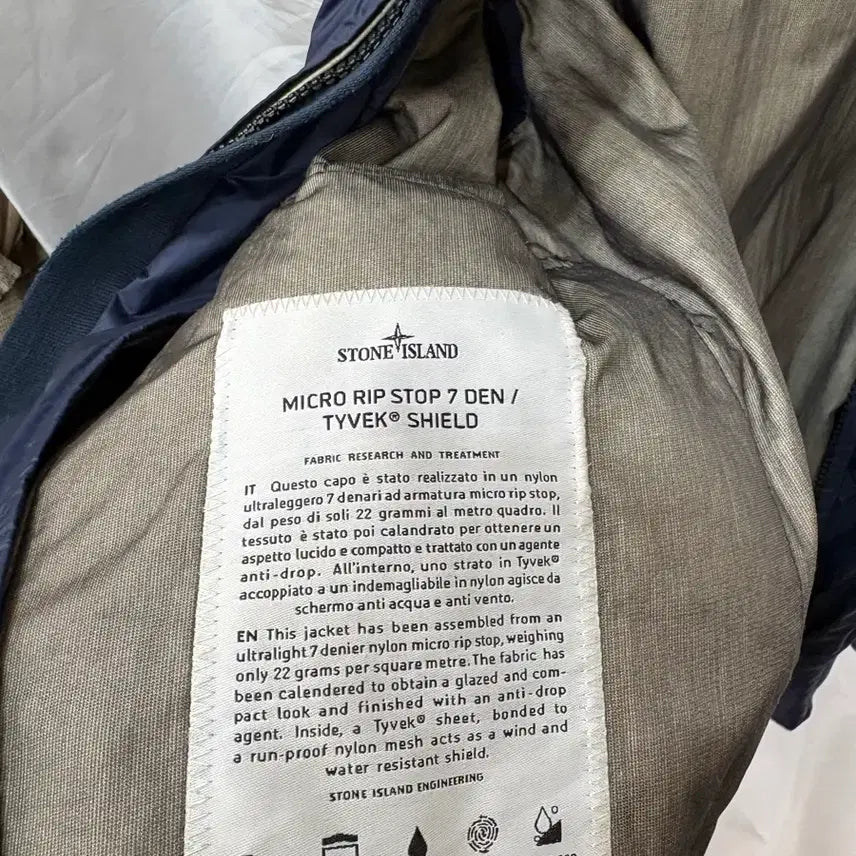 STONE ISLAND
MICRO RIP STOP 7 DEN /
TYVEK® SHIELD
FABRIC RESEARCH AND TREATMENT
IT Questo capo è stato realizzato in un nylon
ultraleggero 7 denari ad armatura micro rip stop,
dal peso di soli 22 grammi al metro quadro. Il
tessuto è stato poi calandrato per ottenere un
aspetto lucido e compatto e trattato con un agente
anti-drop. All'interno, uno strato in Tyvek®
accoppiato a un indemagliabile in nylon agisce da
schermo anti acqua e anti vento.
EN This jacket has been assembled from an
ultralight 7 denier nylon micro rip stop, weighing
only 22 grams per square metre. The fabric has
been calendered to obtain a glazed and com-
pact look and finished with an anti-drop
agent. Inside, a Tyvek® sheet, bonded to
a run-proof nylon mesh acts as a wind and
water resistant shield.
STONE ISLAND ENGINEERING